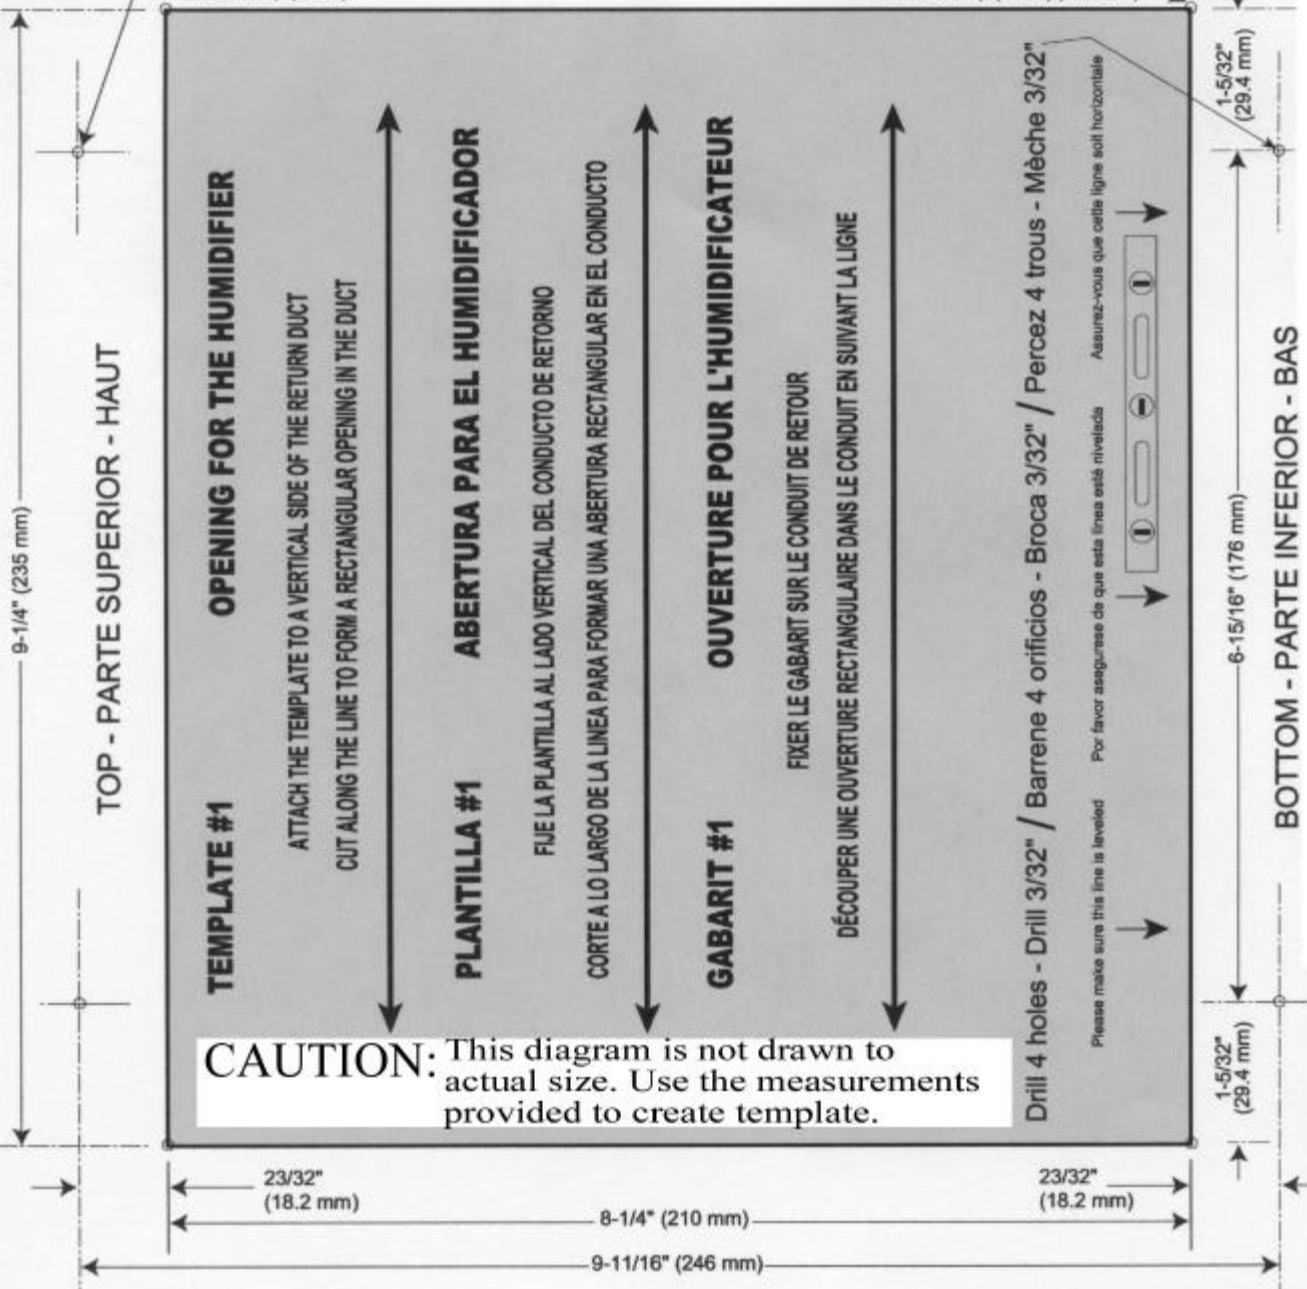 1-5/32"
(29.4 mm)
9-1/4" (235 mm)
TOP - PARTE SUPERIOR - HAUT
TEMPLATE #1 OPENING FOR THE HUMIDIFIER
ATTACH THE TEMPLATE TO A VERTICAL SIDE OF THE RETURN DUCT
CUT ALONG THE LINE TO FORM A RECTANGULAR OPENING IN THE DUCT
PLANTILLA #1 ABERTURA PARA EL HUMIDIFICADOR
FIJE LA PLANTILLA AL LADO VERTICAL DEL CONDUCTO DE RETORNO
CORTE A LO LARGO DE LA LINEA PARA FORMAR UNA ABERTURA RECTANGULAR EN EL CONDUCTO
GABARIT #1 OUVERTURE POUR L'HUMIDIFICATEUR
FIXER LE GABARIT SUR LE CONDUIT DE RETOUR
DÉCOUPER UNE OUVERTURE RECTANGULAIRE DANS LE CONDUIT EN SUIVANT LA LIGNE
Drill 4 holes - Drill 3/32" / Barrene 4 orificios - Broca 3/32" / Percez 4 trous - Mèche 3/32"
Please make sure this line is leveled Por favor asegurese de que esta línea esté nivelada Assurez-vous que cette ligne soit horizontale
6-15/16" (176 mm)
BOTTOM - PARTE INFERIOR - BAS
1-5/32"
(29.4 mm)
CAUTION: This diagram is not drawn to
actual size. Use the measurements
provided to create template.
23/32"
(18.2 mm)
23/32"
(18.2 mm)
8-1/4" (210 mm)
9-11/16" (246 mm)